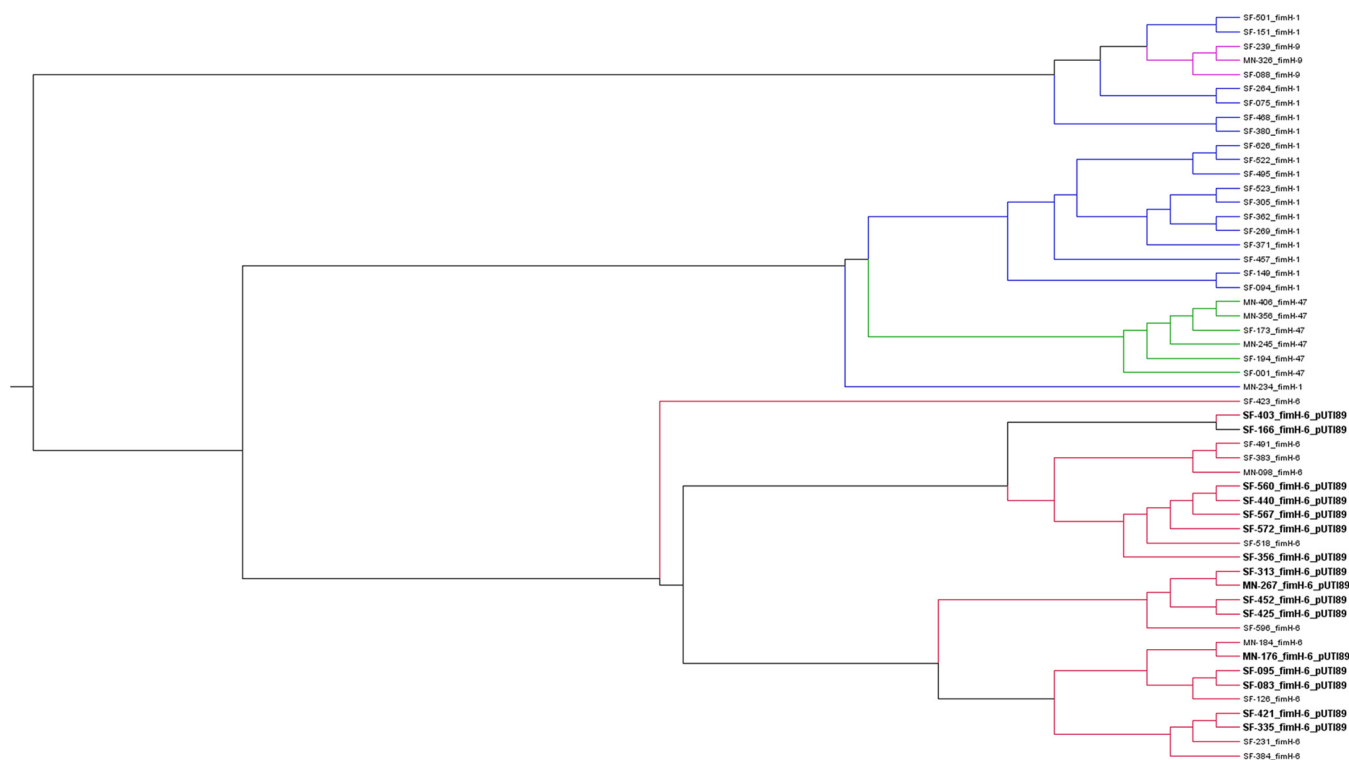 SF-501_fimH-1
SF-151_fimH-1
SF-239_fimH-9
MN-326_fimH-9
SF-088_fimH-9
SF-264_fimH-1
SF-075_fimH-1
SF-468_fimH-1
SF-380_fimH-1
SF-626_fimH-1
SF-522_fimH-1
SF-495_fimH-1
SF-523_fimH-1
SF-305_fimH-1
SF-362_fimH-1
SF-269_fimH-1
SF-371_fimH-1
SF-457_fimH-1
SF-149_fimH-1
SF-094_fimH-1
MN-406_fimH-47
MN-356_fimH-47
SF-173_fimH-47
MN-245_fimH-47
SF-194_fimH-47
SF-001_fimH-47
MN-234_fimH-1
SF-423_fimH-6
SF-403_fimH-6_pUTI89
SF-166_fimH-6_pUTI89
SF-491_fimH-6
SF-383_fimH-6
MN-098_fimH-6
SF-560_fimH-6_pUTI89
SF-440_fimH-6_pUTI89
SF-567_fimH-6_pUTI89
SF-572_fimH-6_pUTI89
SF-518_fimH-6
SF-356_fimH-6_pUTI89
SF-313_fimH-6_pUTI89
MN-267_fimH-6_pUTI89
SF-452_fimH-6_pUTI89
SF-425_fimH-6_pUTI89
SF-596_fimH-6
MN-184_fimH-6
MN-176_fimH-6_pUTI89
SF-095_fimH-6_pUTI89
SF-083_fimH-6_pUTI89
SF-126_fimH-6
SF-421_fimH-6_pUTI89
SF-335_fimH-6_pUTI89
SF-231_fimH-6
SF-384_fimH-6